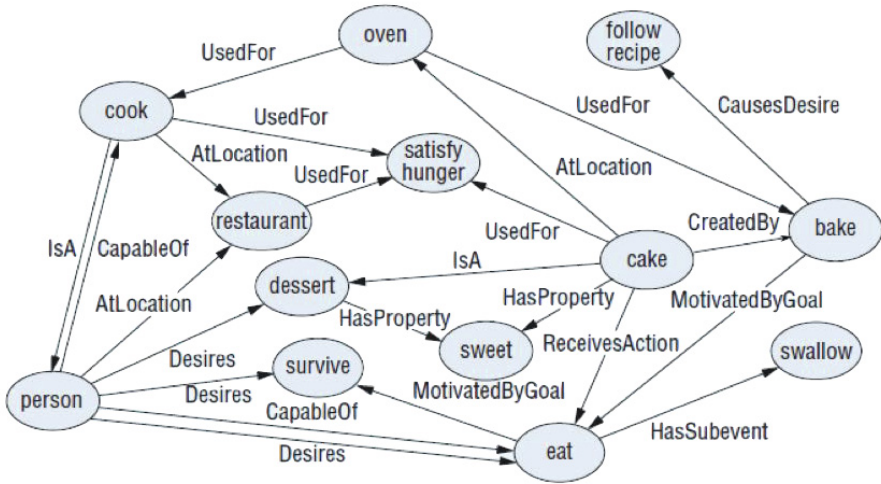 oven
follow
recipe
UsedFor
cook
UsedFor
CausesDesire
UsedFor
satisfy
hunger
AtLocation
UsedFor
AtLocation
restaurant
UsedFor
CreatedBy
bake
IsA
CapableOf
IsA
cake
dessert
AtLocation
HasProperty
MotivatedByGoal
HasProperty
sweet
ReceivesAction
swallow
Desires
survive
MotivatedByGoal
person
Desires
CapableOf
Desires
eat
HasSubevent